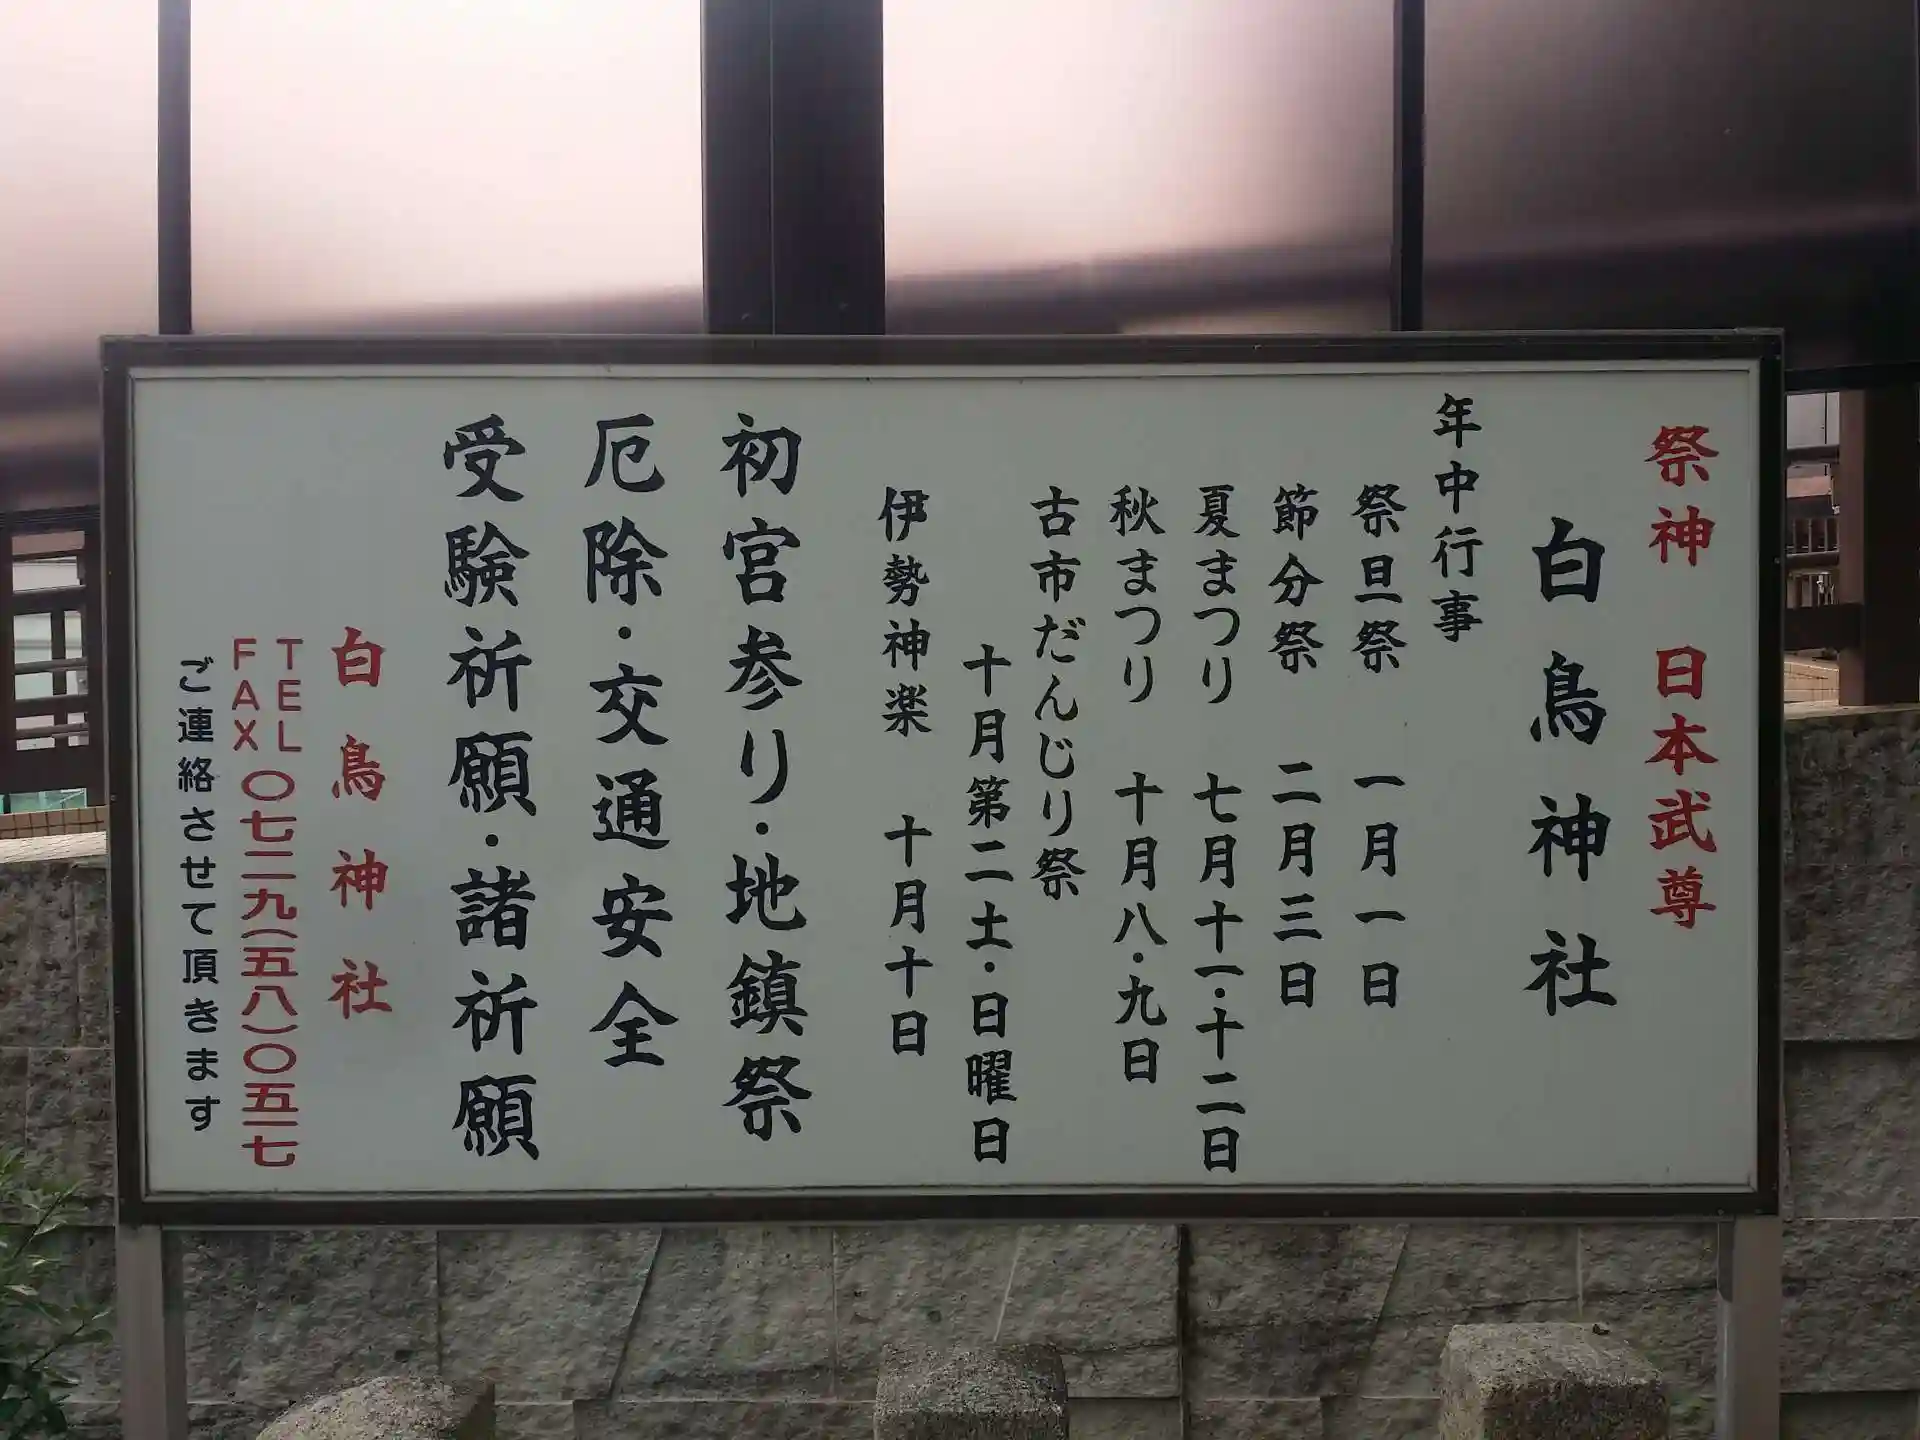 祭神　日本武尊
白鳥神社
年中行事
祭旦祭　一月一日
節分祭　二月三日
夏まつり　七月十一・十二日
秋まつり　十月八・九日
古市だんじり祭
十月第二土・日曜日
伊勢神楽　十月十日
初宮参り・地鎮祭
厄除・交通安全
受験祈願・諸祈願
白鳥神社
TEL
FAX 〇七二九(五八)〇五一七
ご連絡させて頂きます